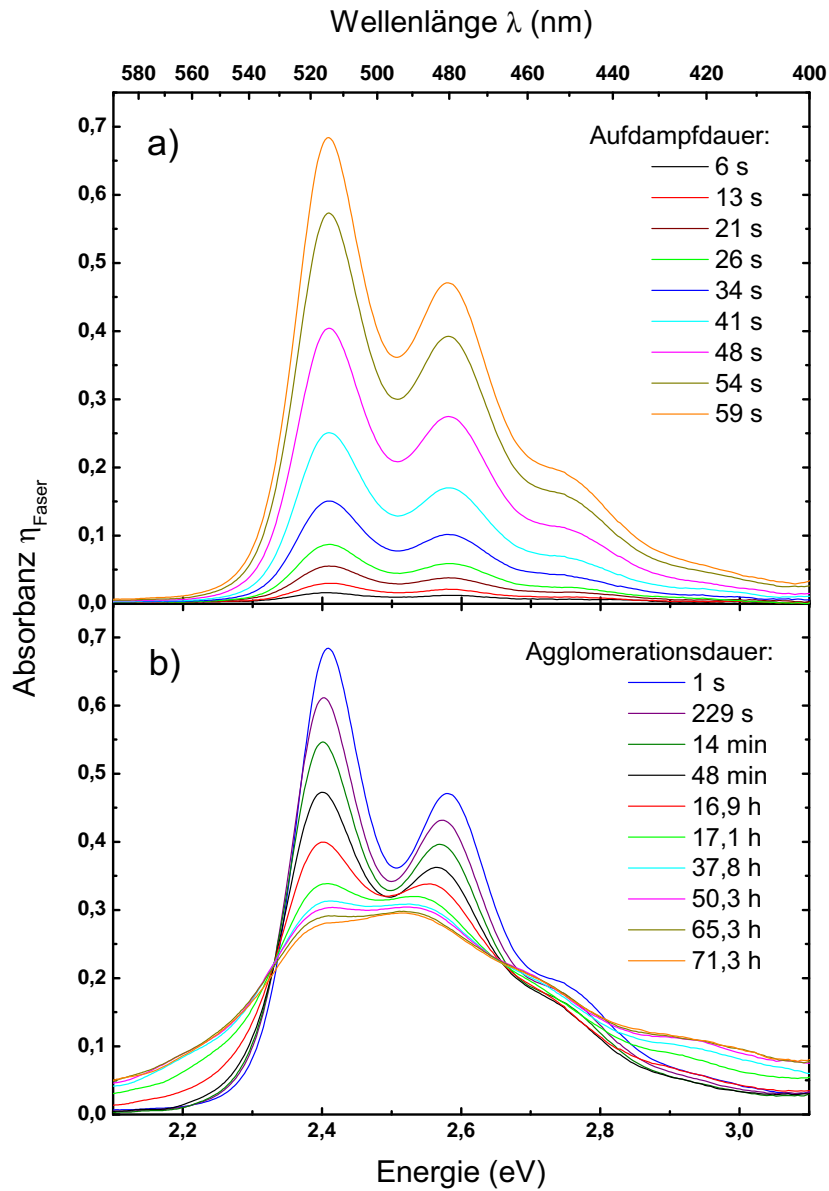 Wellenlänge λ (nm)
580 560 540 520 500 480 460 440 420 400
0,7
0,6
0,5
0,4
0,3
0,2
0,1
0,0
a)
Aufdampfdauer:
6 s
13 s
21 s
26 s
34 s
41 s
48 s
54 s
59 s
Absorbanz η_Faser
0,7
0,6
0,5
0,4
0,3
0,2
0,1
0,0
b)
Agglomerationsdauer:
1 s
229 s
14 min
48 min
16,9 h
17,1 h
37,8 h
50,3 h
65,3 h
71,3 h
2,2 2,4 2,6 2,8 3,0
Energie (eV)